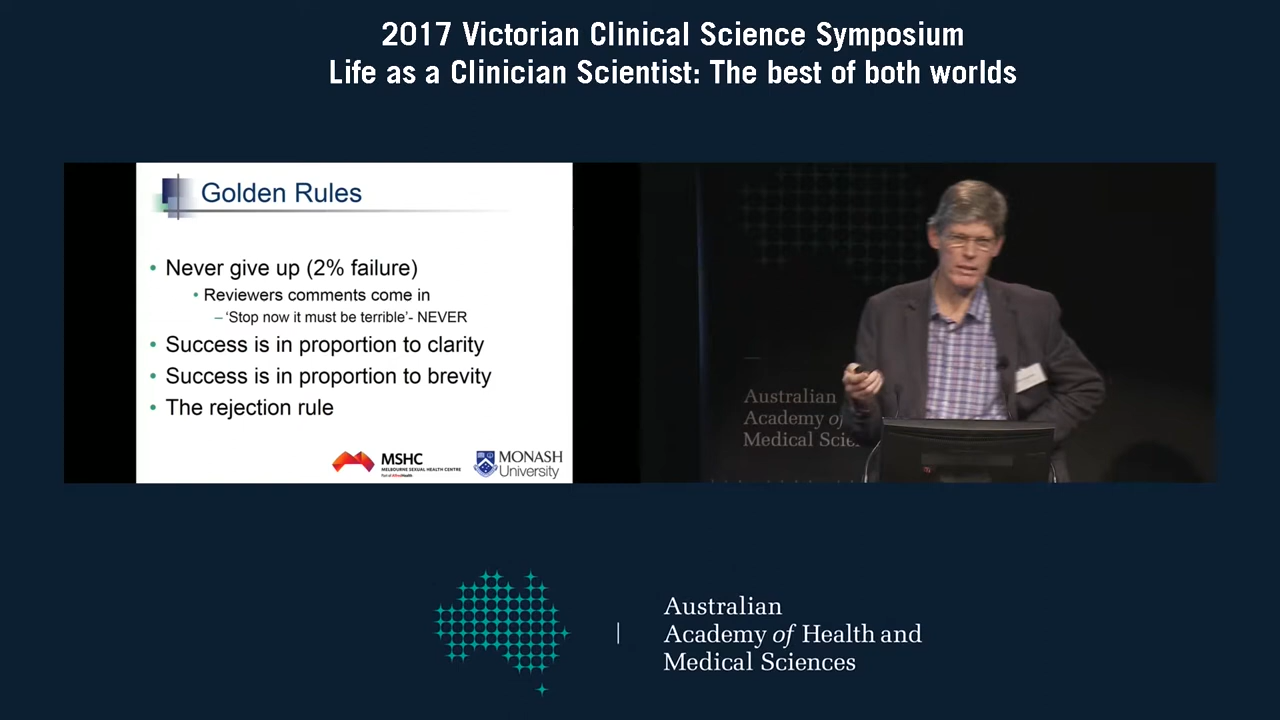 2017 Victorian Clinical Science Symposium
Life as a Clinician Scientist: The best of both worlds
Golden Rules
• Never give up (2% failure)
• Reviewers comments come in
– ‘Stop now it must be terrible’- NEVER
• Success is in proportion to clarity
• Success is in proportion to brevity
• The rejection rule
MSHC
MELBOURNE SEXUAL HEALTH CENTRE
Part of AlfredHealth
MONASH
University
Australian
Academy of
Medical Scie
Australian
Academy of Health and
Medical Sciences